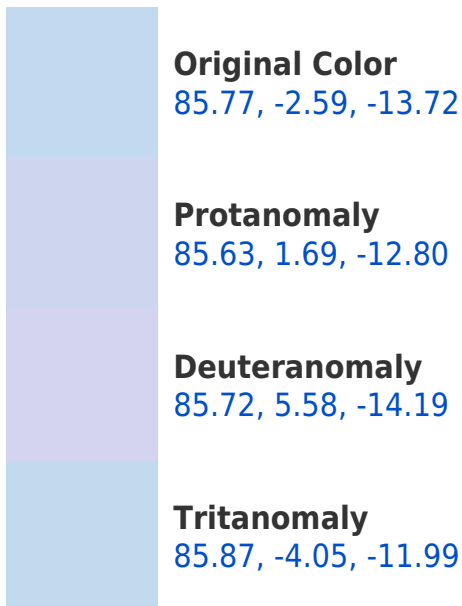 Original Color
85.77, -2.59, -13.72
Protanomaly
85.63, 1.69, -12.80
Deuteranomaly
85.72, 5.58, -14.19
Tritanomaly
85.87, -4.05, -11.99